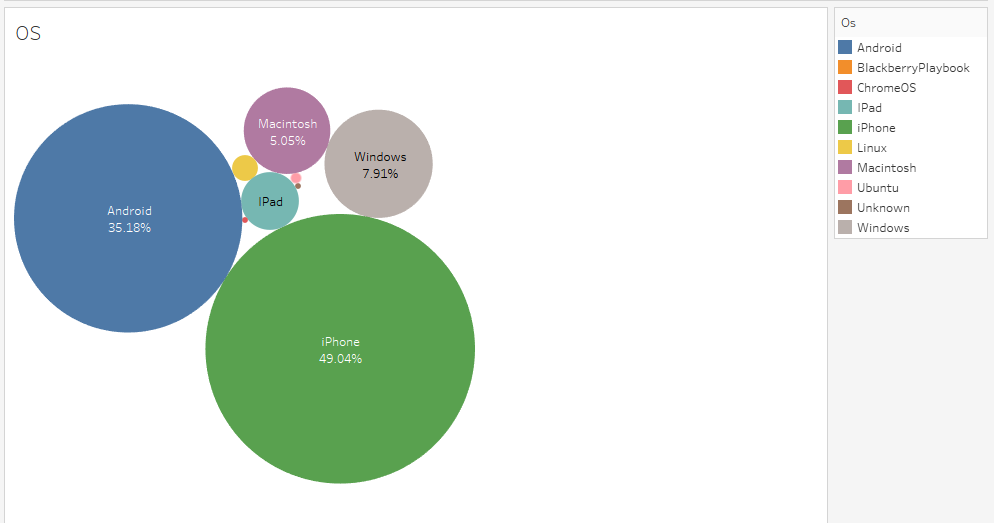 OS
Macintosh
5.05%
Windows
7.91%
IPad
Android
35.18%
iPhone
49.04%
Os
Android
BlackberryPlaybook
ChromeOS
IPad
iPhone
Linux
Macintosh
Ubuntu
Unknown
Windows